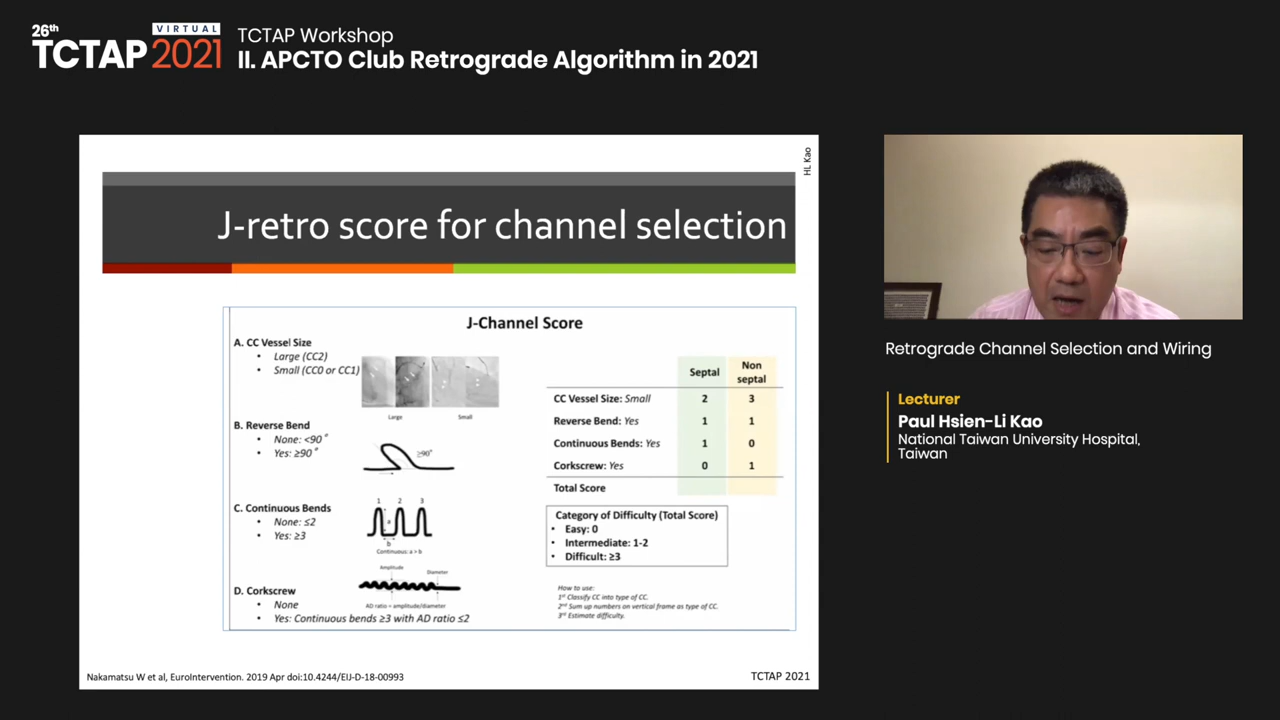 26th
TCTAP
VIRTUAL
2021
TCTAP Workshop
II. APCTO Club Retrograde Algorithm in 2021
HL Kao
J-retro score for channel selection
J-Channel Score
A. CC Vessel Size
• Large (CC2)
• Small (CC0 or CC1)
Large
Small
B. Reverse Bend
• None: <90°
• Yes: ≥90°
≥90°
C. Continuous Bends
• None: ≤2
• Yes: ≥3
1 2 3
a
b
Continuous: a > b
D. Corkscrew
• None
• Yes: Continuous bends ≥3 with AD ratio ≤2
Amplitude
Diameter
AD ratio = amplitude/diameter
Septal
Non septal
CC Vessel Size: Small 2 3
Reverse Bend: Yes 1 1
Continuous Bends: Yes 1 0
Corkscrew: Yes 0 1
Total Score
Category of Difficulty (Total Score)
• Easy: 0
• Intermediate: 1-2
• Difficult: ≥3
How to use:
1st Classify CC into type of CC.
2nd Sum up numbers on vertical frame as type of CC.
3rd Estimate difficulty.
Nakamatsu W et al, EuroIntervention. 2019 Apr doi:10.4244/EIJ-D-18-00993
TCTAP 2021
Retrograde Channel Selection and Wiring
Lecturer
Paul Hsien-Li Kao
National Taiwan University Hospital,
Taiwan